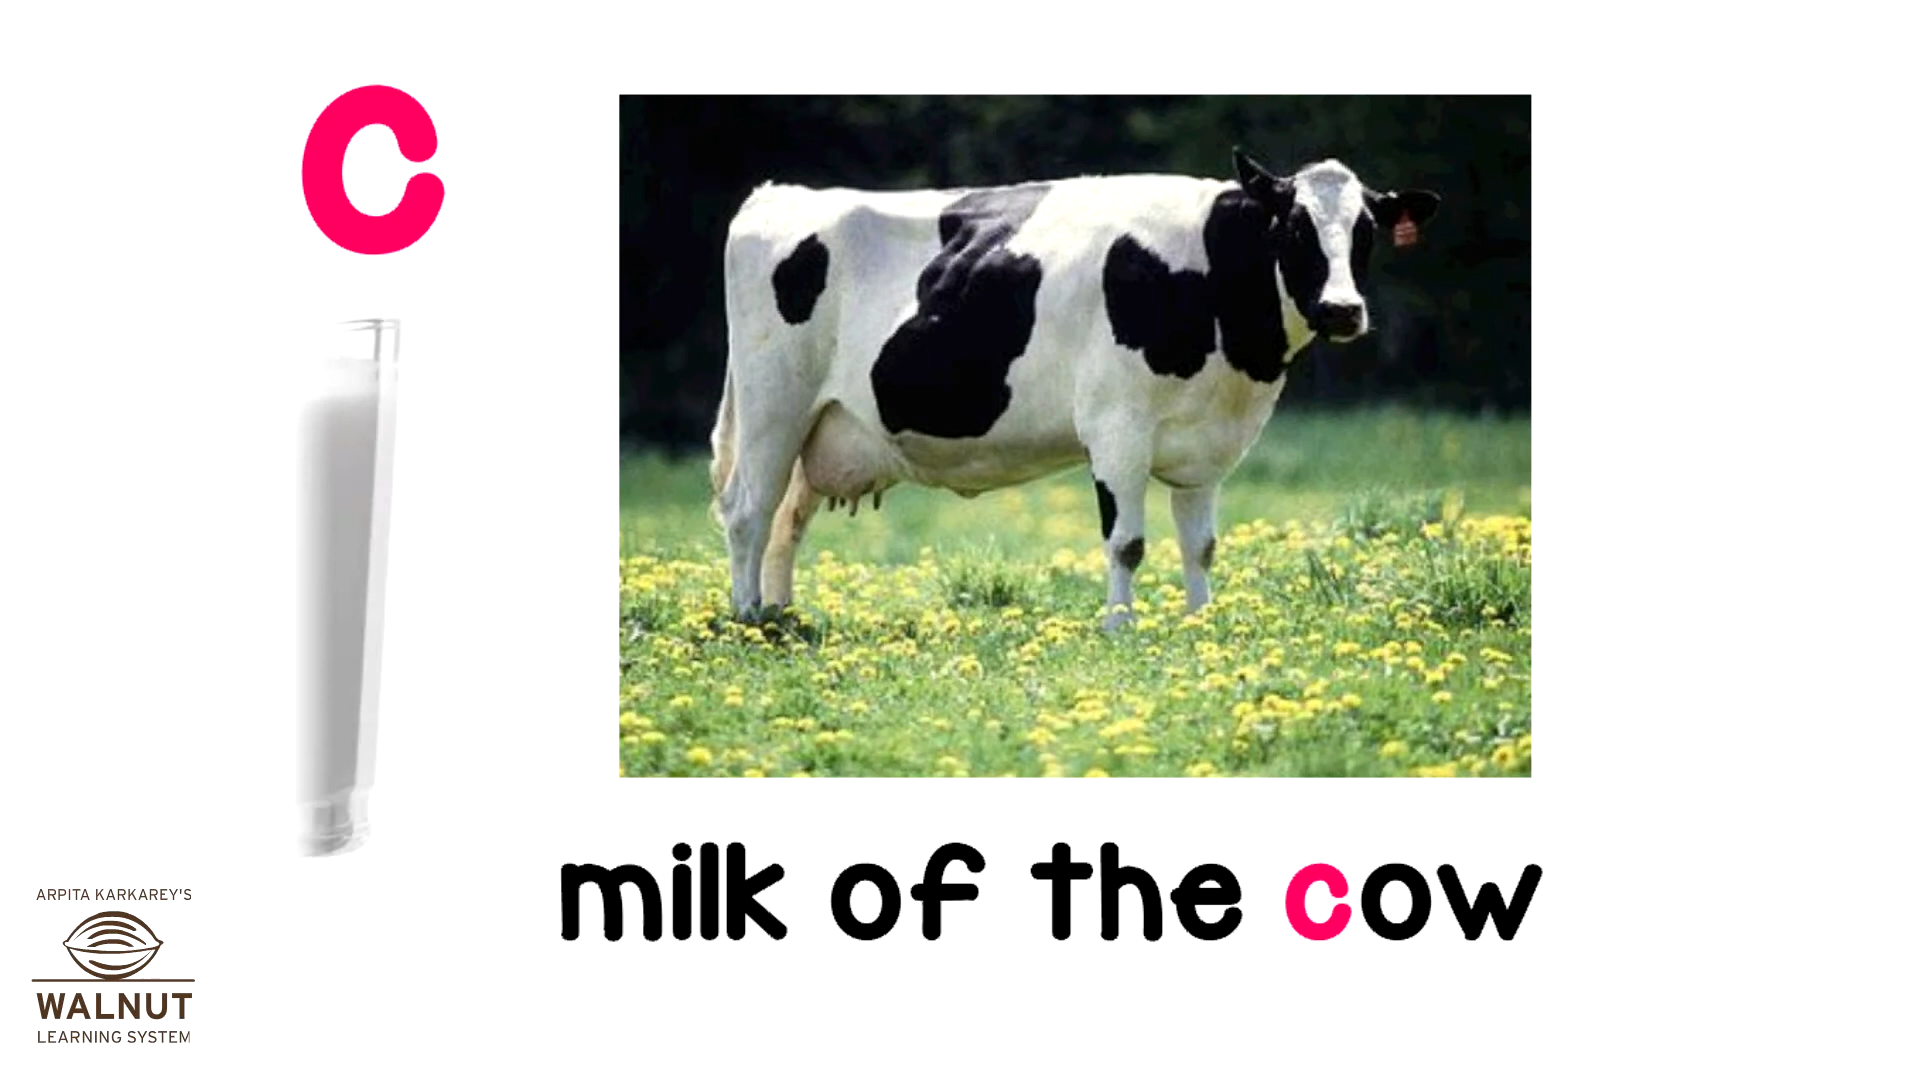 c
milk of the cow
ARPITA KARKAREY'S
WALNUT
LEARNING SYSTEM